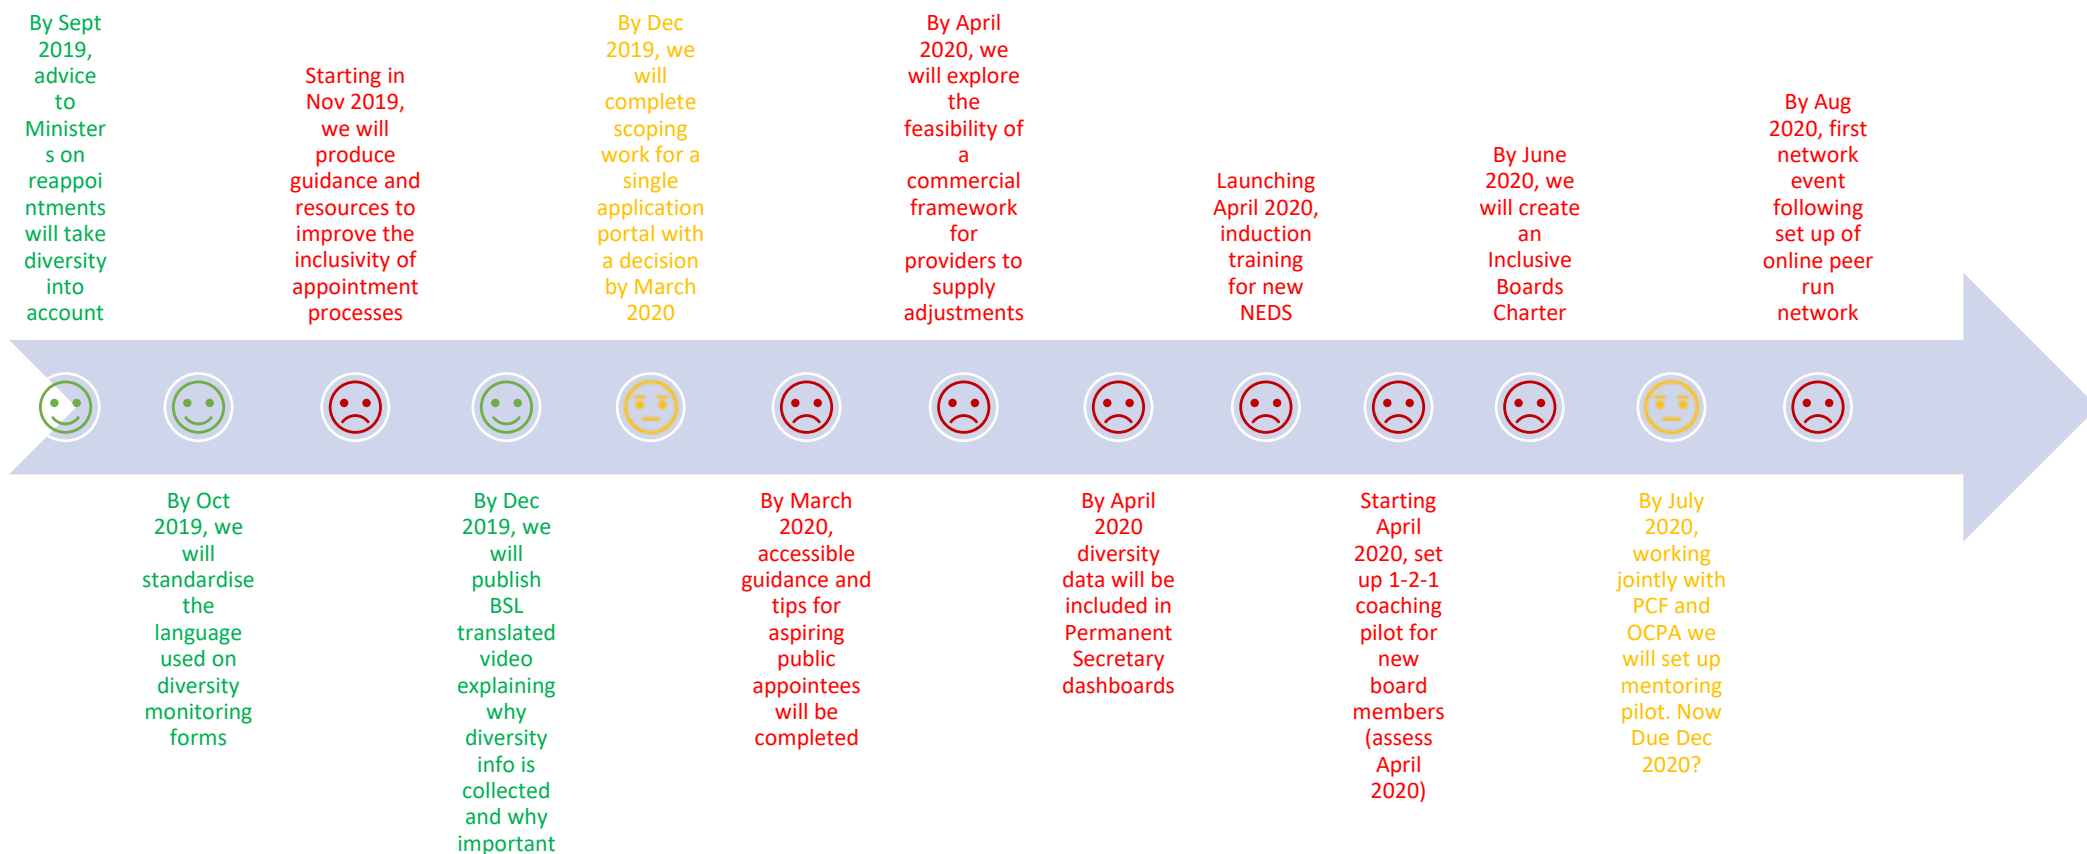 By Sept
2019,
advice
to
Minister
s on
reappoi
ntments
will take
diversity
into
account
By Oct
2019, we
will
standardise
the
language
used on
diversity
monitoring
forms
Starting in
Nov 2019,
we will
produce
guidance and
resources to
improve the
inclusivity of
appointment
processes
By Dec
2019, we
will
publish
BSL
translated
video
explaining
why
diversity
info is
collected
and why
important
By Dec
2019, we
will
complete
scoping
work for a
single
application
portal with
a decision
by March
2020
By March
2020,
accessible
guidance and
tips for
aspiring
public
appointees
will be
completed
By April
2020, we
will explore
the
feasibility of
a
commercial
framework
for
providers to
supply
adjustments
By April
2020
diversity
data will be
included in
Permanent
Secretary
dashboards
Launching
April 2020,
induction
training
for new
NEDS
Starting
April
2020, set
up 1-2-1
coaching
pilot for
new
board
members
(assess
April
2020)
By June
2020, we
will create
an
Inclusive
Boards
Charter
By July
2020,
working
jointly with
PCF and
OCPA we
will set up
mentoring
pilot. Now
Due Dec
2020?
By Aug
2020, first
network
event
following
set up of
online peer
run
network